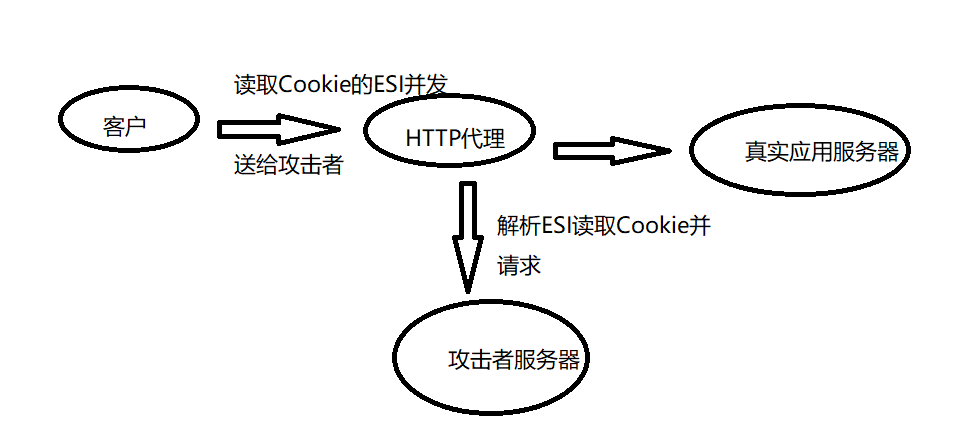 读取Cookie的ESI并发
客户
HTTP代理
送给攻击者
真实应用服务器
解析ESI读取Cookie并
请求
攻击者服务器